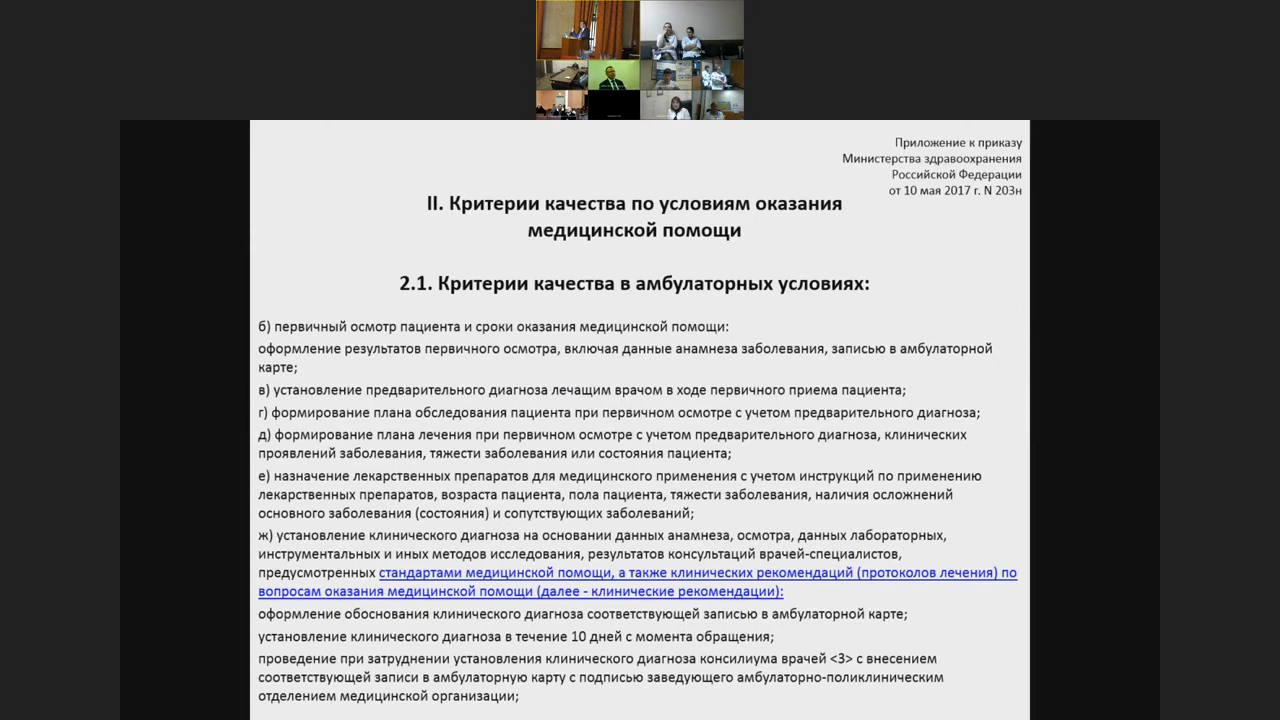 Приложение к приказу
Министерства здравоохранения
Российской Федерации
от 10 мая 2017 г. N 203н
II. Критерии качества по условиям оказания
медицинской помощи
2.1. Критерии качества в амбулаторных условиях:
б) первичный осмотр пациента и сроки оказания медицинской помощи:
оформление результатов первичного осмотра, включая данные анамнеза заболевания, записью в амбулаторной
карте;
в) установление предварительного диагноза лечащим врачом в ходе первичного приема пациента;
г) формирование плана обследования пациента при первичном осмотре с учетом предварительного диагноза;
д) формирование плана лечения при первичном осмотре с учетом предварительного диагноза, клинических
проявлений заболевания, тяжести заболевания или состояния пациента;
е) назначение лекарственных препаратов для медицинского применения с учетом инструкций по применению
лекарственных препаратов, возраста пациента, пола пациента, тяжести заболевания, наличия осложнений
основного заболевания (состояния) и сопутствующих заболеваний;
ж) установление клинического диагноза на основании данных анамнеза, осмотра, данных лабораторных,
инструментальных и иных методов исследования, результатов консультаций врачей-специалистов,
предусмотренных стандартами медицинской помощи, а также клинических рекомендаций (протоколов лечения) по
вопросам оказания медицинской помощи (далее - клинические рекомендации):
оформление обоснования клинического диагноза соответствующей записью в амбулаторной карте;
установление клинического диагноза в течение 10 дней с момента обращения;
проведение при затруднении установления клинического диагноза консилиума врачей <3> с внесением
соответствующей записи в амбулаторную карту с подписью заведующего амбулаторно-поликлиническим
отделением медицинской организации;